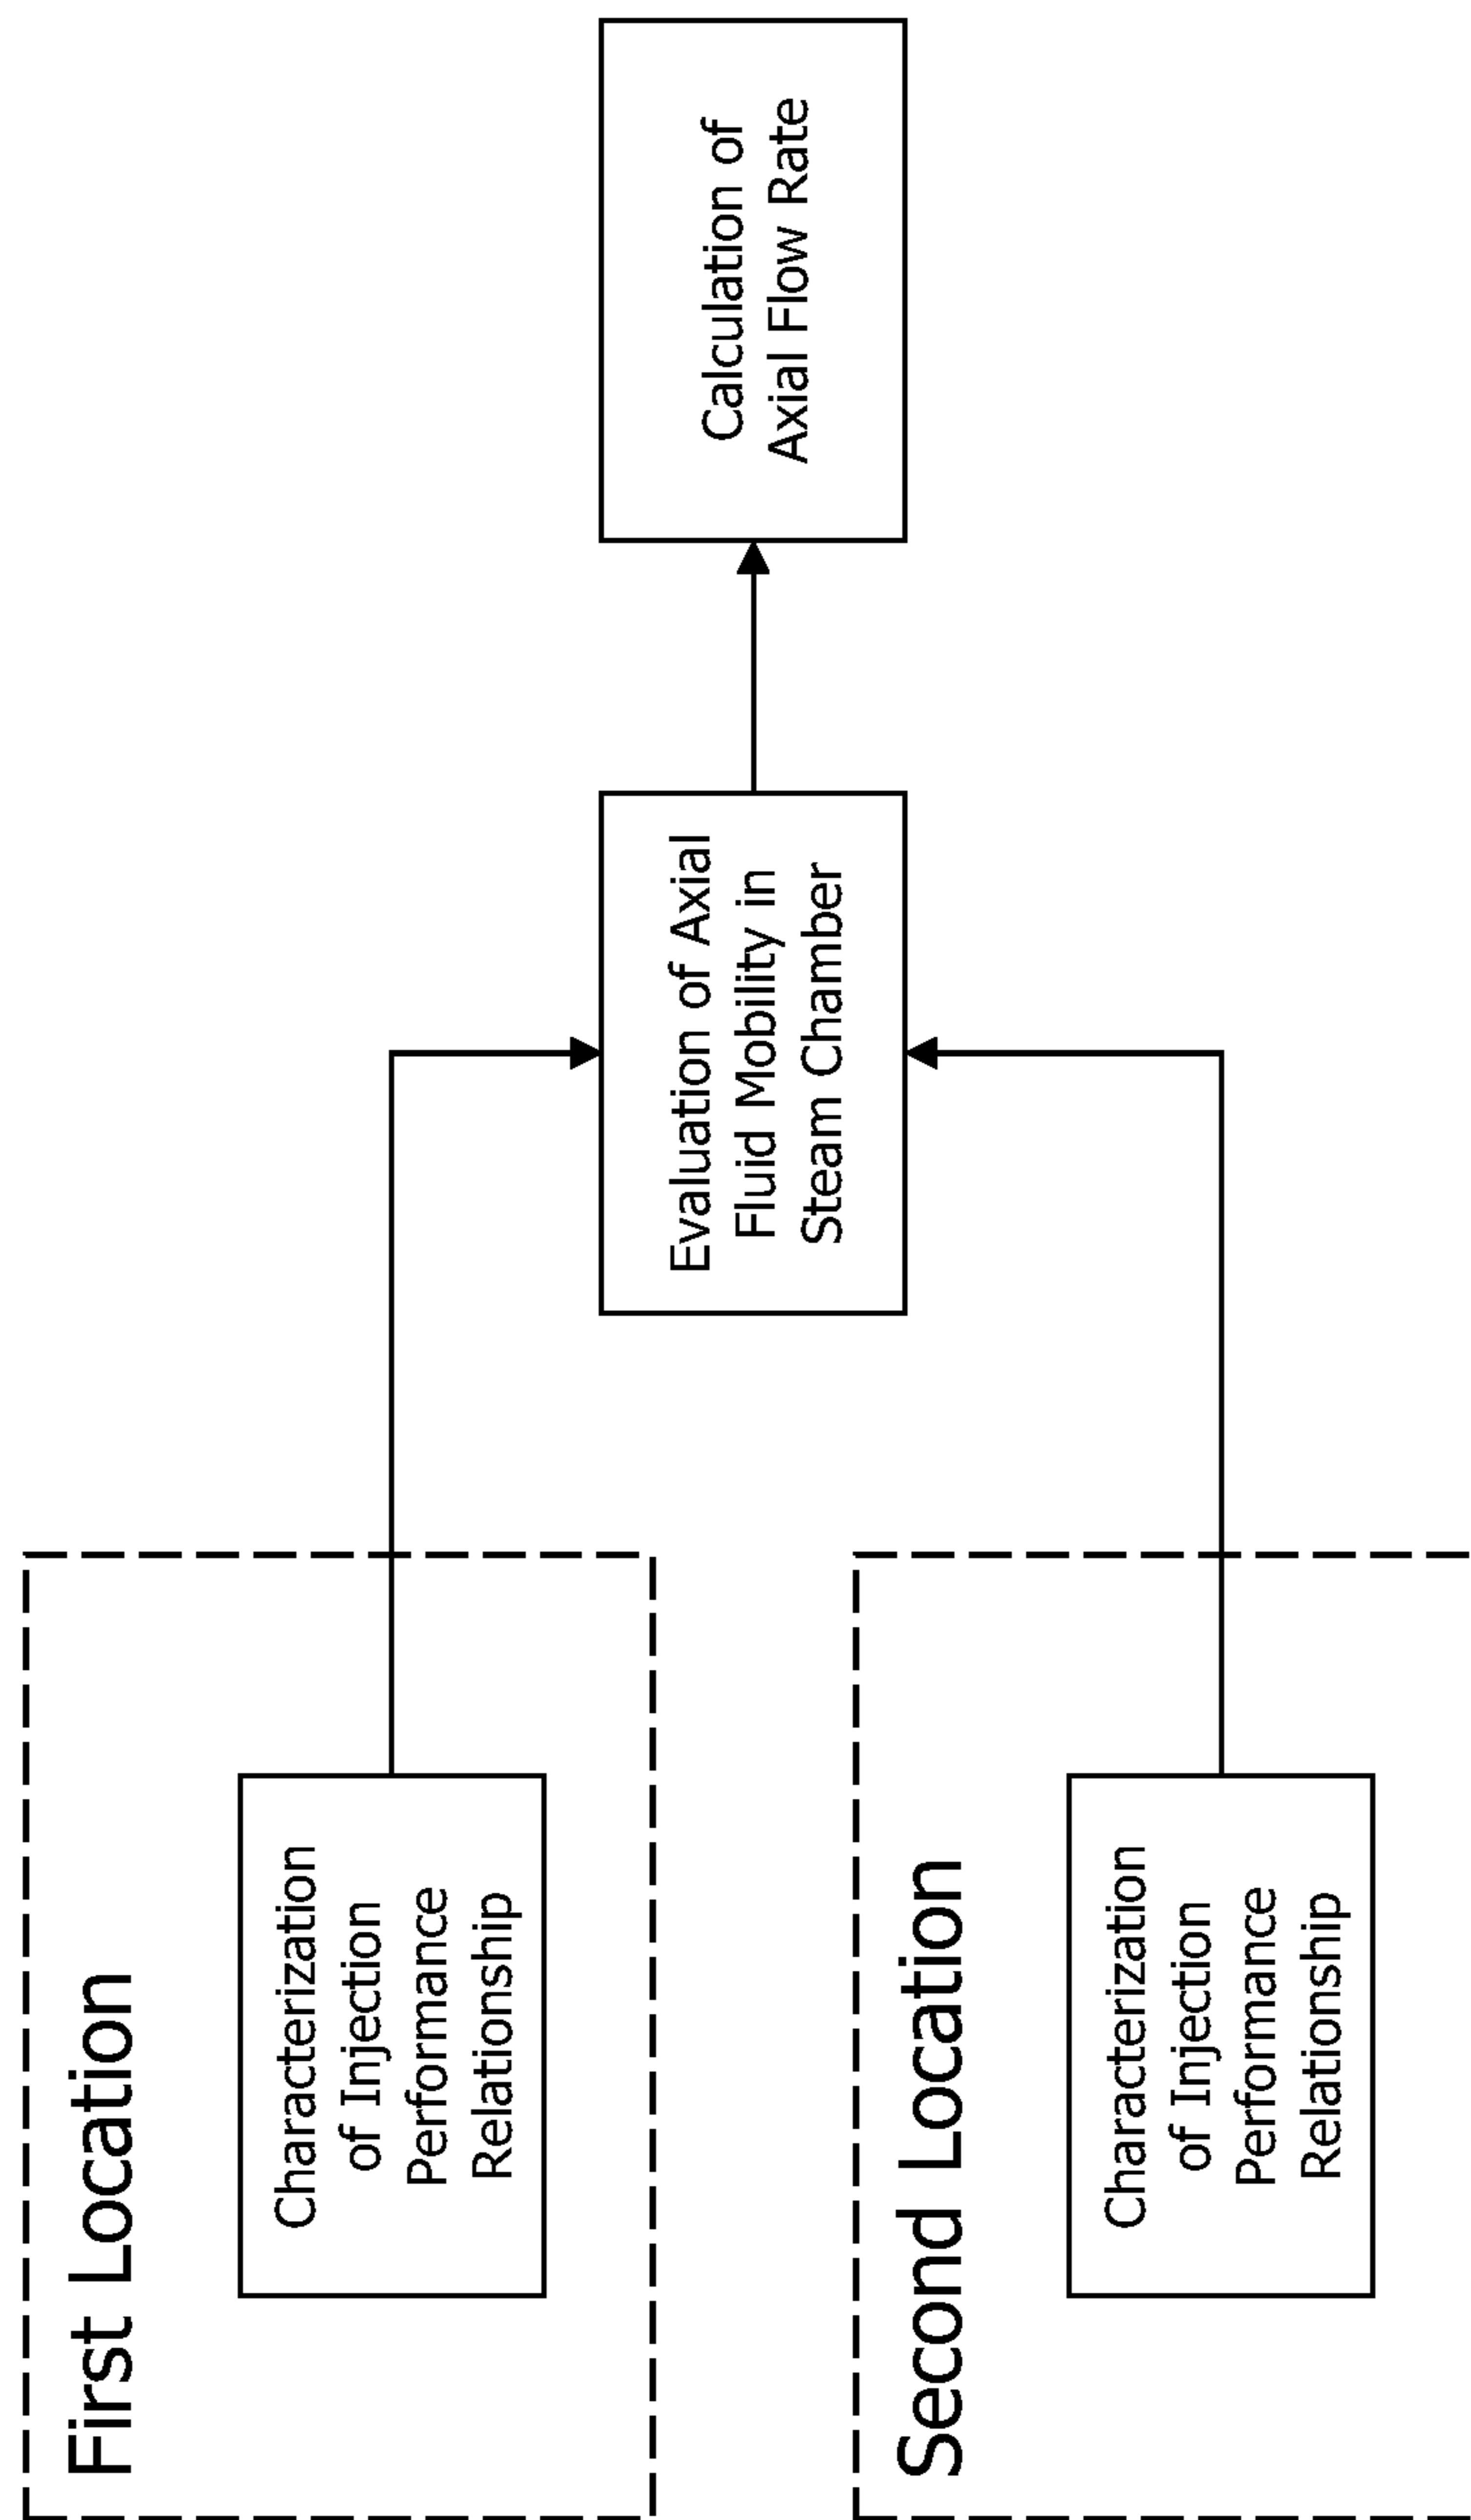 First Location
Characterization
of Injection
Performance
Relationship
Second Location
Characterization
of Injection
Performance
Relationship
Evaluation of Axial
Fluid Mobility in
Steam Chamber
Calculation of
Axial Flow Rate